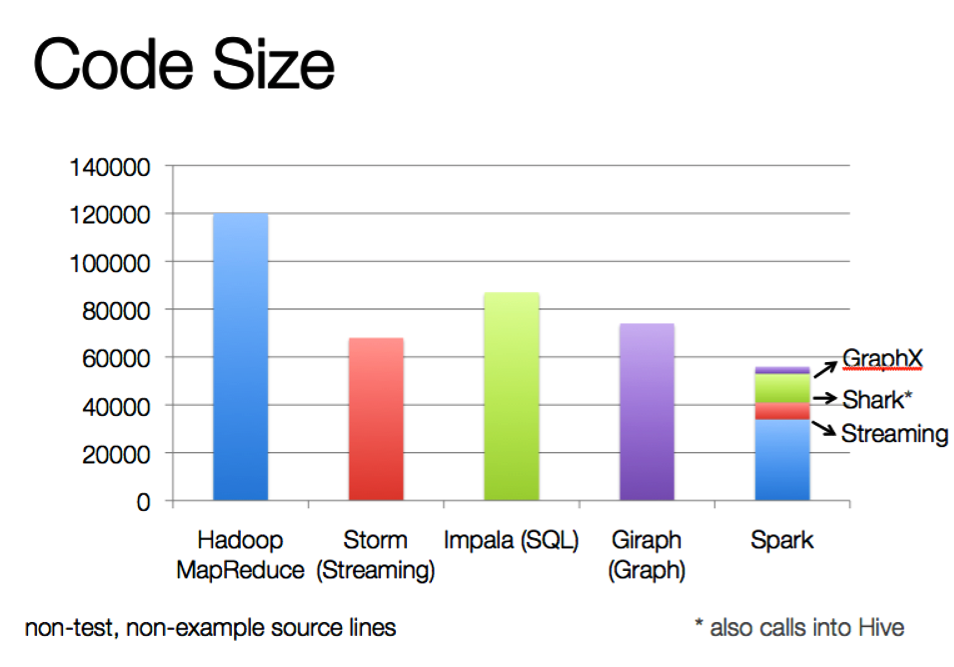 Code Size
140000
120000
100000
80000
60000
40000
20000
0
GraphX
Shark*
Streaming
Hadoop
MapReduce
Storm
(Streaming)
Impala (SQL)
Giraph
(Graph)
Spark
non-test, non-example source lines
* also calls into Hive